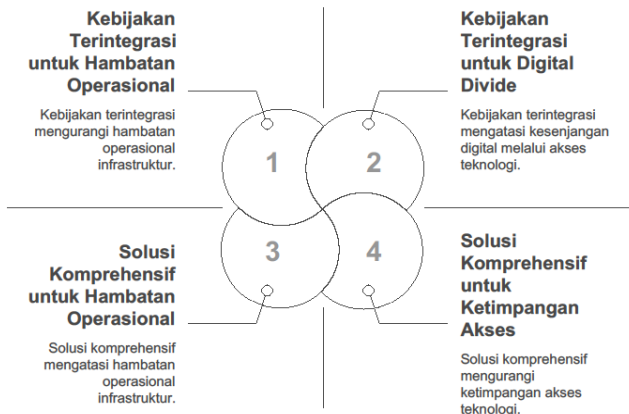 Kebijakan
Terintegrasi
untuk Hambatan
Operasional
Kebijakan terintegrasi
mengurangi hambatan
operasional
infrastruktur.
1
Kebijakan
Terintegrasi
untuk Digital
Divide
Kebijakan terintegrasi
mengatasi kesenjangan
digital melalui akses
teknologi.
2
Solusi
Komprehensif
untuk Hambatan
Operasional
Solusi komprehensif
mengatasi hambatan
operasional
infrastruktur.
3
Solusi
Komprehensif
untuk
Ketimpangan
Akses
Solusi komprehensif
mengurangi
ketimpangan akses
teknologi.
4